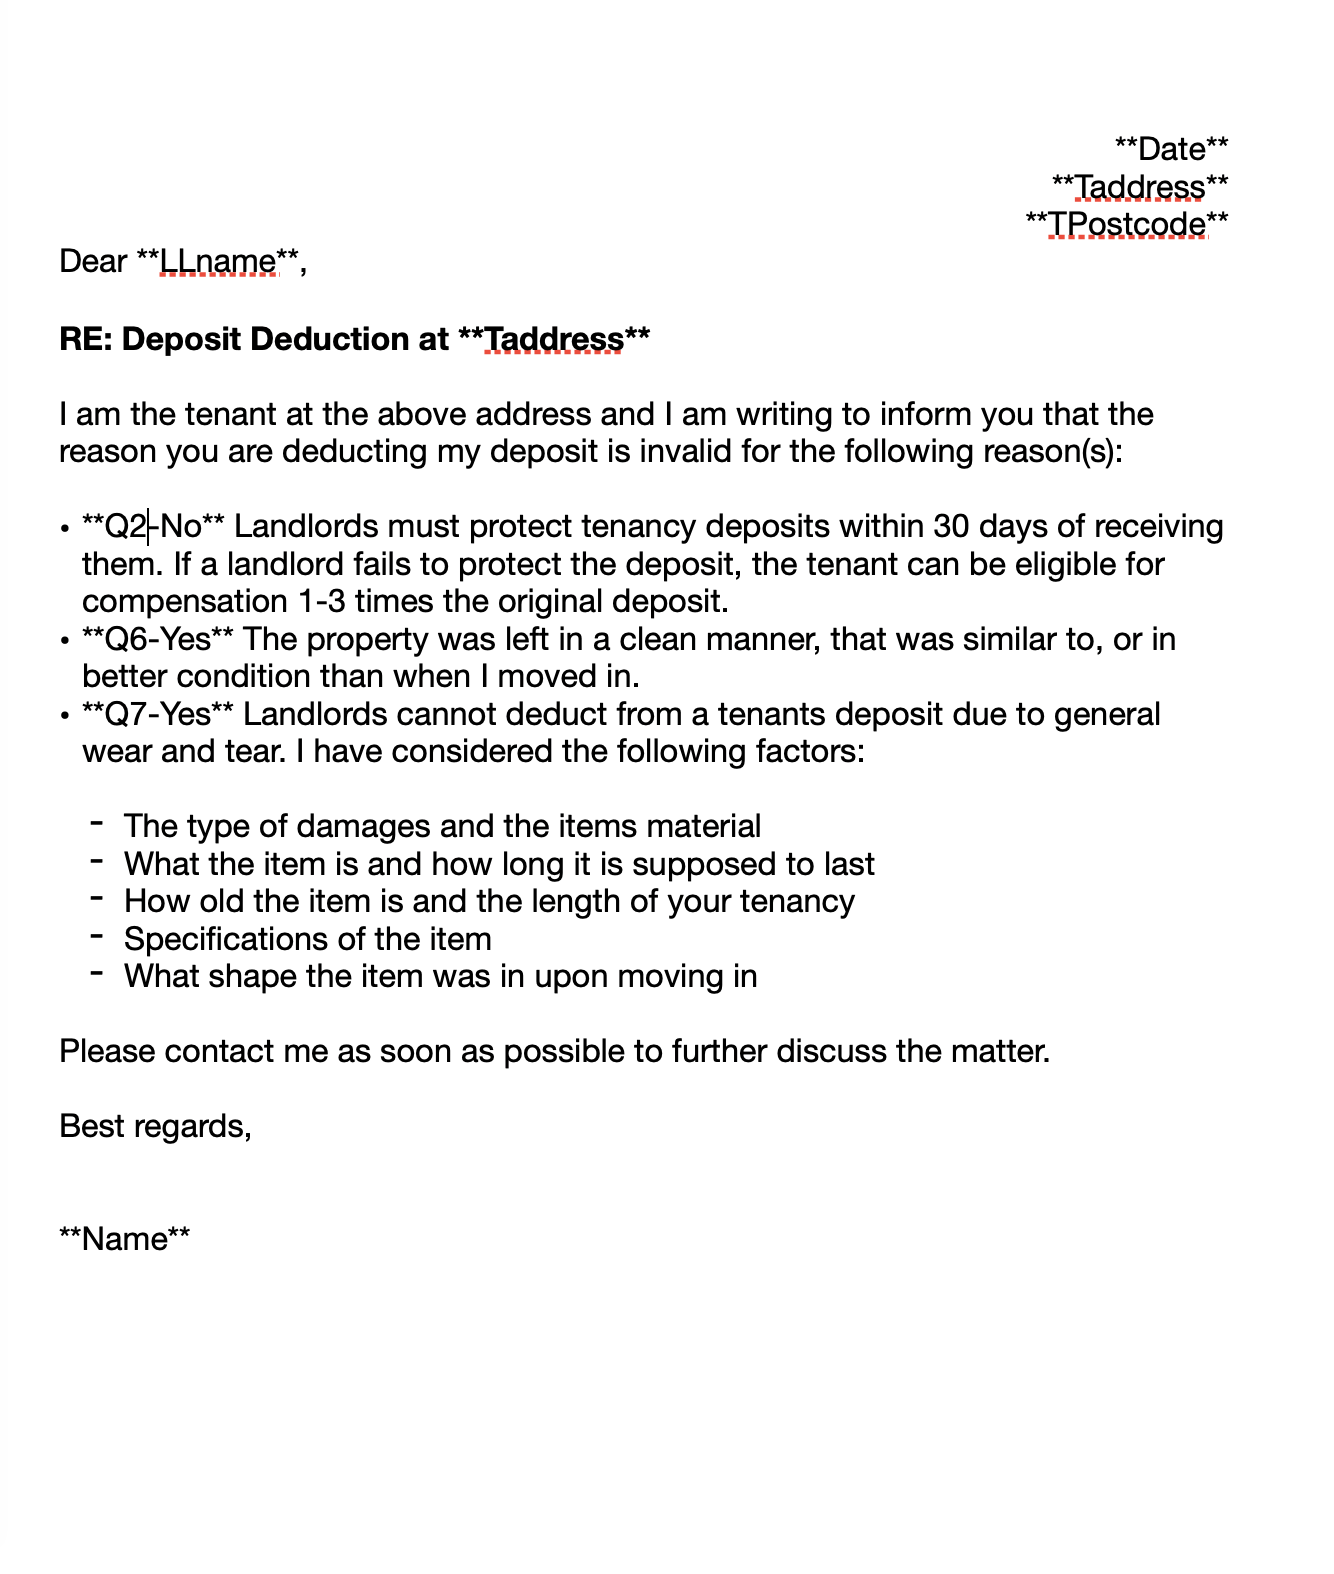 **Date**
**Taddress**
**TPostcode**
Dear **LLname**,
RE: Deposit Deduction at **Taddress**
I am the tenant at the above address and I am writing to inform you that the
reason you are deducting my deposit is invalid for the following reason(s):
• **Q2-No** Landlords must protect tenancy deposits within 30 days of receiving
them. If a landlord fails to protect the deposit, the tenant can be eligible for
compensation 1-3 times the original deposit.
• **Q6-Yes** The property was left in a clean manner, that was similar to, or in
better condition than when I moved in.
• **Q7-Yes** Landlords cannot deduct from a tenants deposit due to general
wear and tear. I have considered the following factors:
- The type of damages and the items material
- What the item is and how long it is supposed to last
- How old the item is and the length of your tenancy
- Specifications of the item
- What shape the item was in upon moving in
Please contact me as soon as possible to further discuss the matter.
Best regards,
**Name**